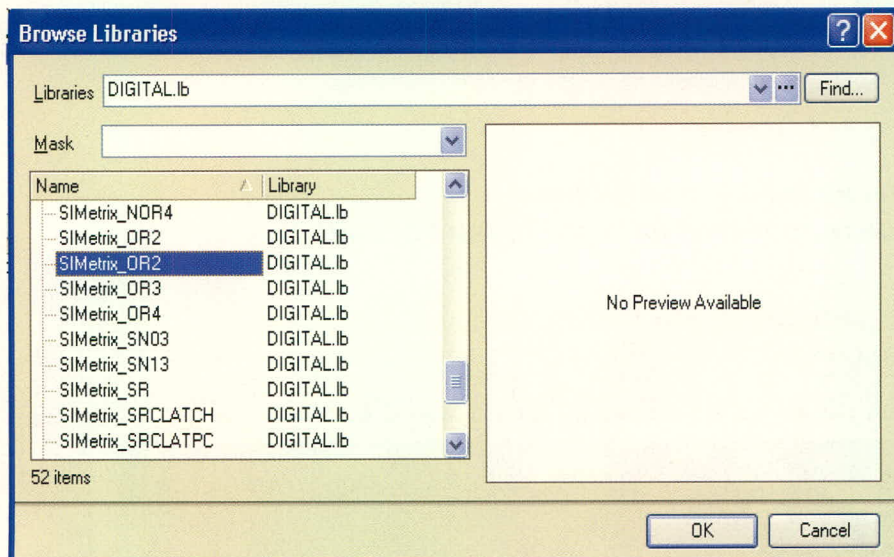 Browse Libraries
Libraries DIGITAL.lb Find...
Mask
Name Library
SIMetrix_NOR4 DIGITAL.lb
SIMetrix_OR2 DIGITAL.lb
SIMetrix_OR2 DIGITAL.lb
SIMetrix_OR3 DIGITAL.lb
SIMetrix_OR4 DIGITAL.lb
SIMetrix_SN03 DIGITAL.lb
SIMetrix_SN13 DIGITAL.lb
SIMetrix_SR DIGITAL.lb
SIMetrix_SRCLATCH DIGITAL.lb
SIMetrix_SRCLATPC DIGITAL.lb
No Preview Available
52 items
OK Cancel